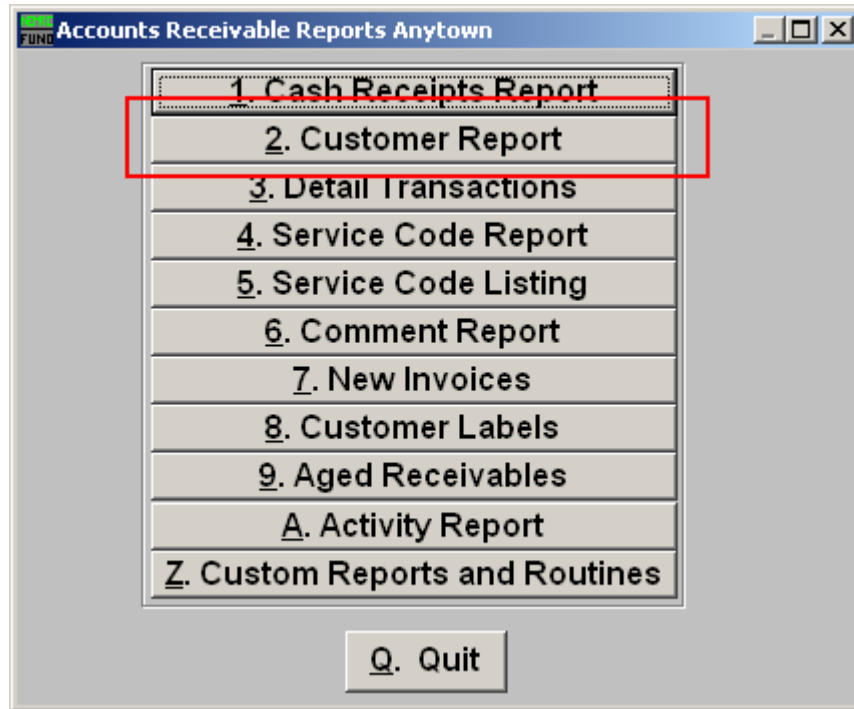 NEMRC
FUND
Accounts Receivable Reports Anytown
1. Cash Receipts Report
2. Customer Report
3. Detail Transactions
4. Service Code Report
5. Service Code Listing
6. Comment Report
7. New Invoices
8. Customer Labels
9. Aged Receivables
A. Activity Report
Z. Custom Reports and Routines
Q. Quit